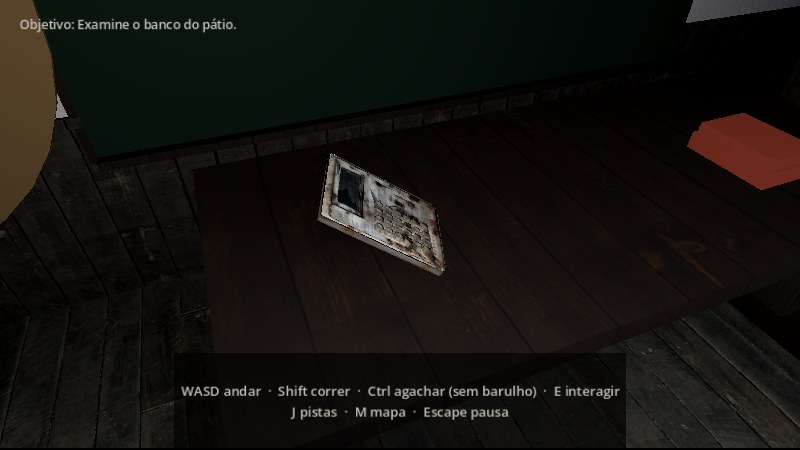 Objetivo: Examine o banco do pátio.
WASD andar · Shift correr · Ctrl agachar (sem barulho) · E interagir
J pistas · M mapa · Escape pausa